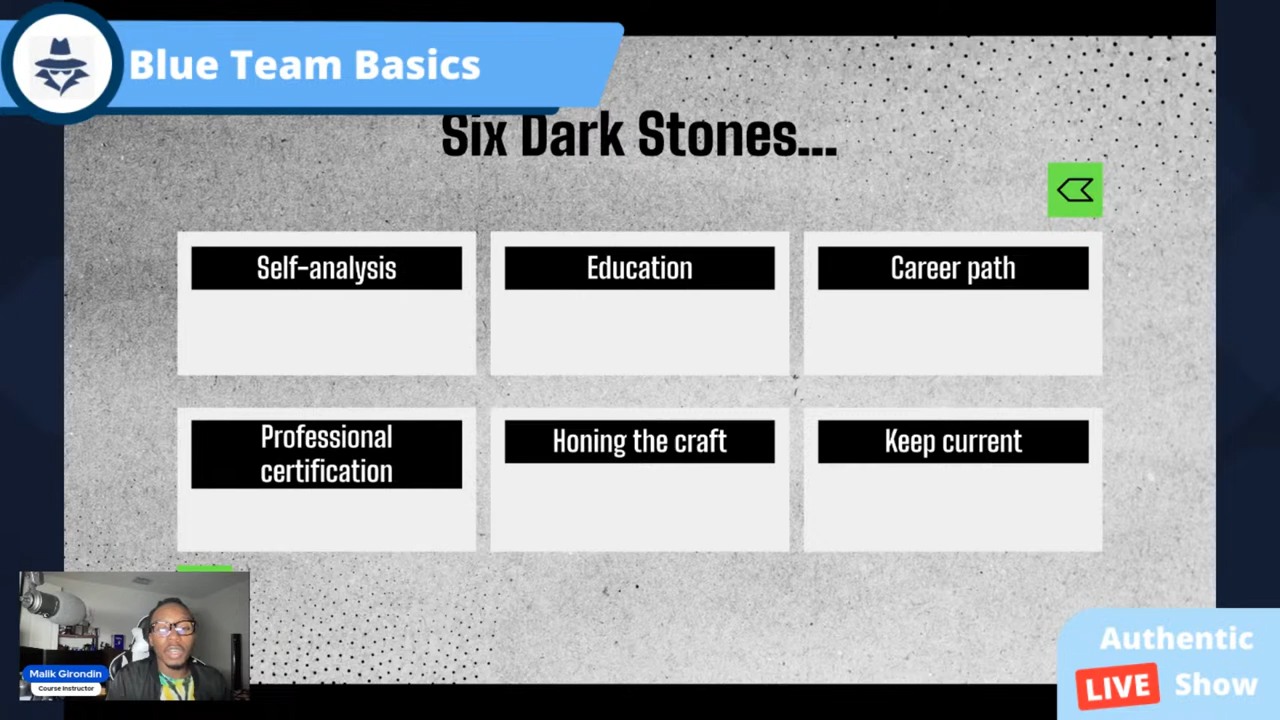 Blue Team Basics
Six Dark Stones...
Self-analysis
Education
Career path
Professional
certification
Honing the craft
Keep current
Malik Girondin
Course Instructor
Authentic
LIVE Show